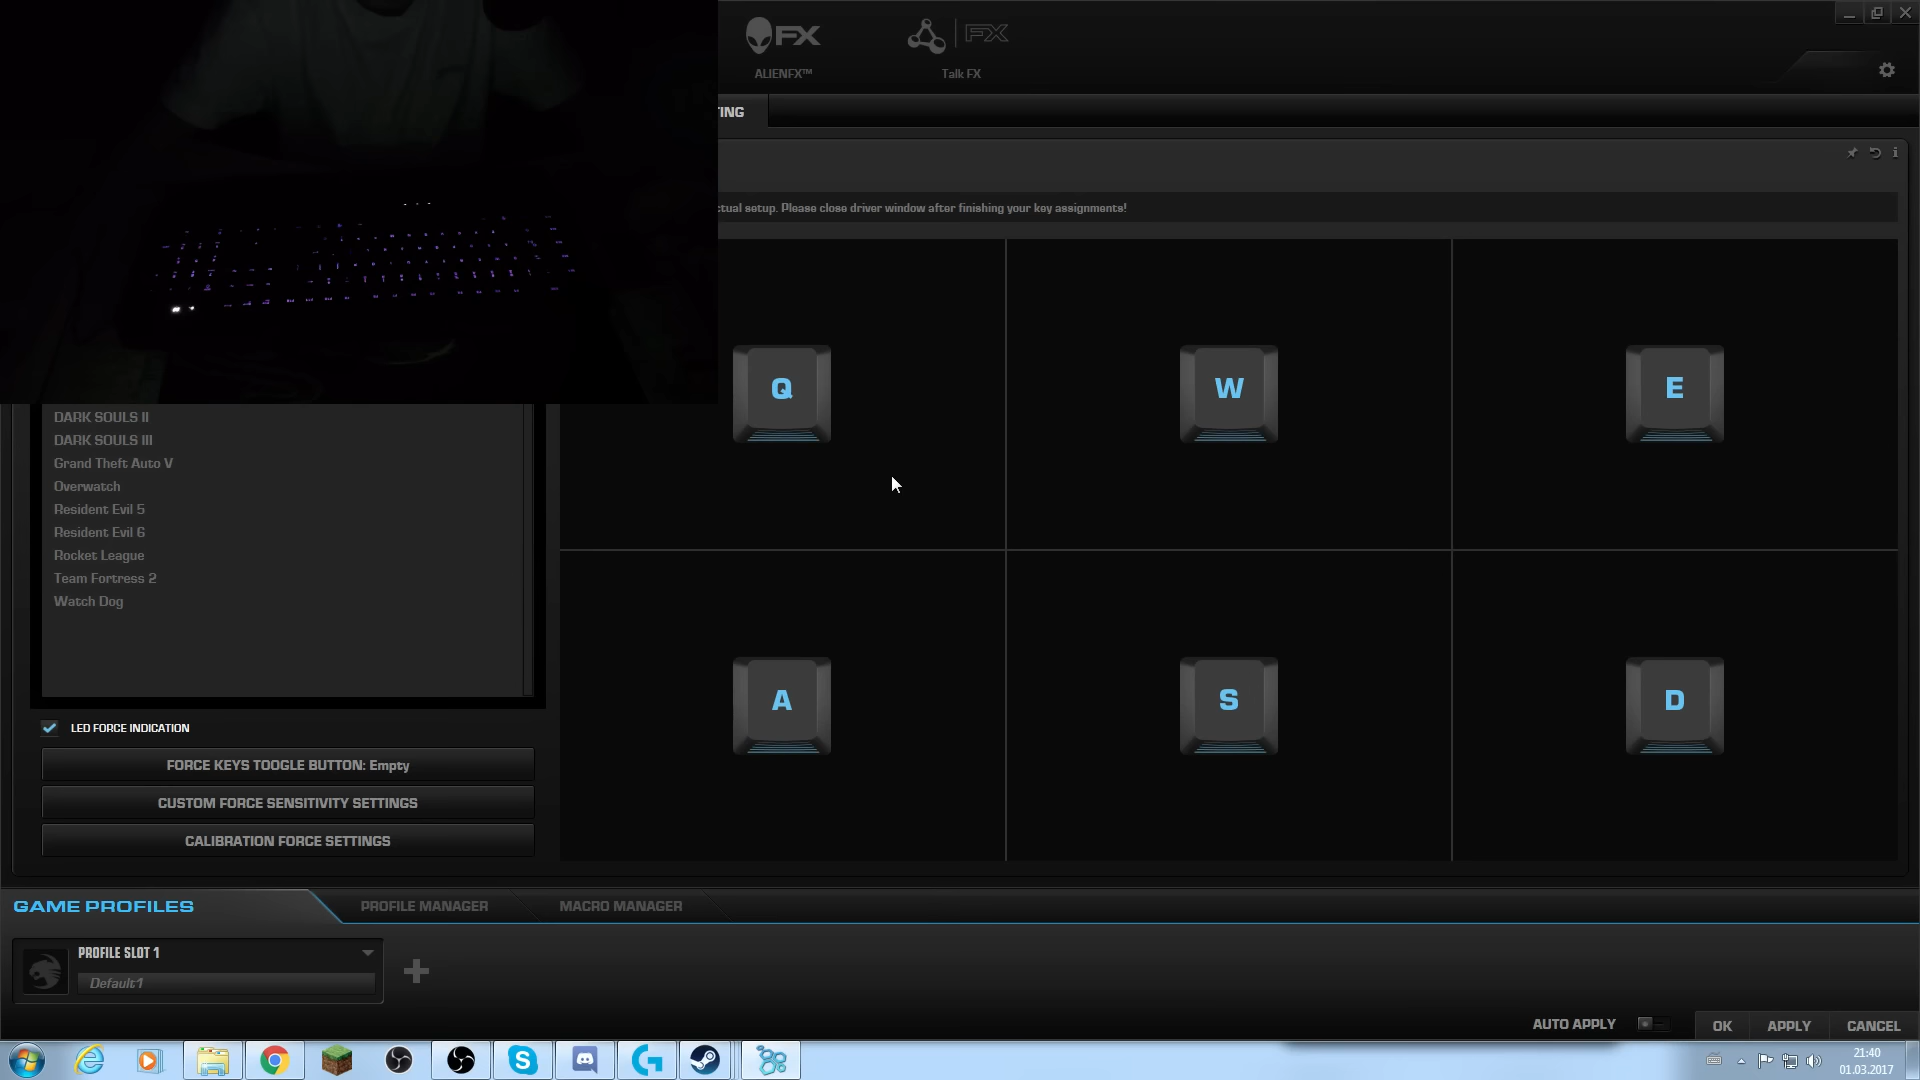 FX
FX
ALIENFX™
Talk FX
TING
ctual setup. Please close driver window after finishing your key assignments!
Q
W
E
DARK SOULS II
DARK SOULS III
Grand Theft Auto V
Overwatch
Resident Evil 5
Resident Evil 6
Rocket League
Team Fortress 2
Watch Dog
A
S
D
LED FORCE INDICATION
FORCE KEYS TOOGLE BUTTON: Empty
CUSTOM FORCE SENSITIVITY SETTINGS
CALIBRATION FORCE SETTINGS
GAME PROFILES
PROFILE MANAGER
MACRO MANAGER
PROFILE SLOT 1
Default1
AUTO APPLY
OK
APPLY
CANCEL
21:40
01.03.2017